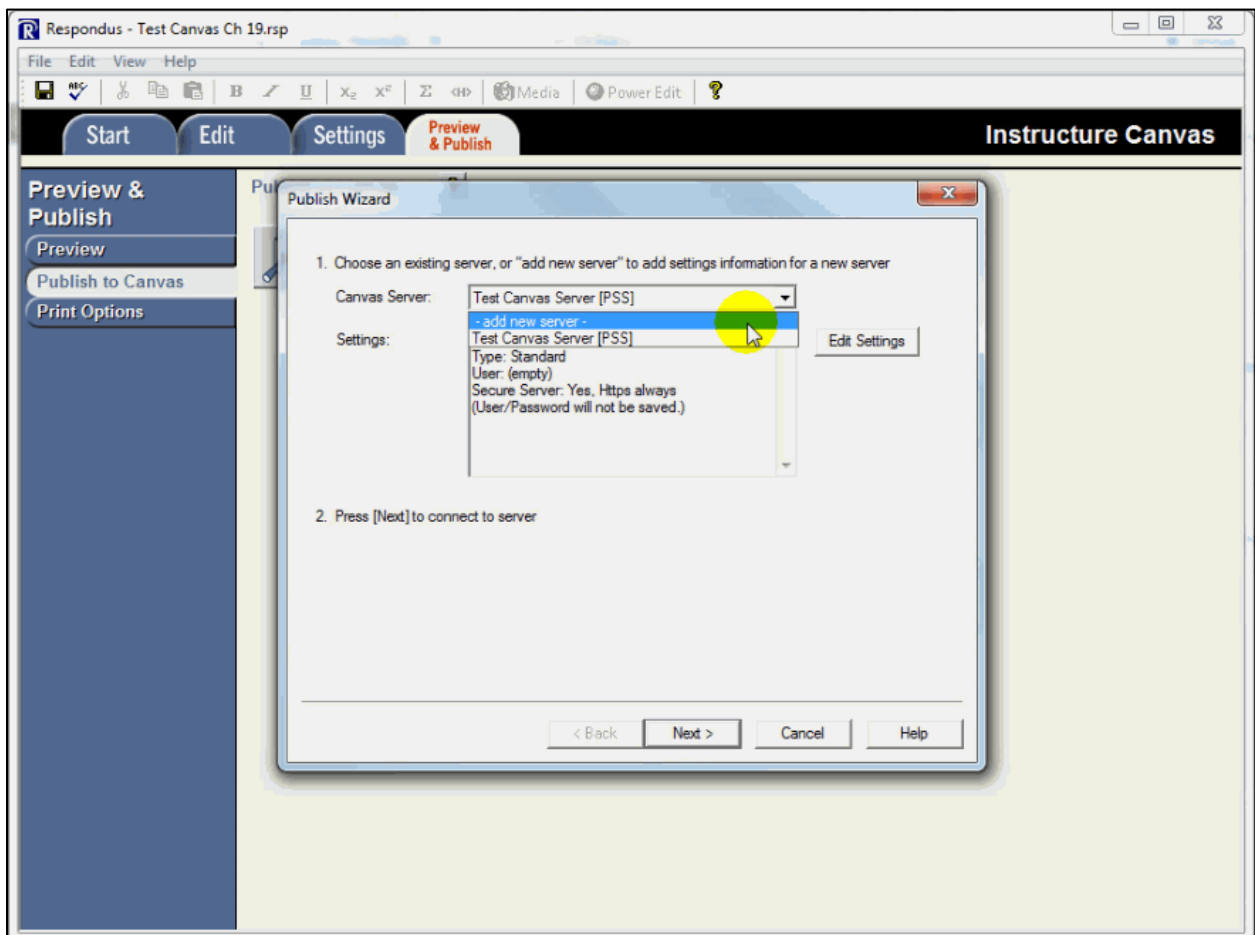 Respondus - Test Canvas Ch 19.rsp
File Edit View Help
ABC B I U X₂ Xᵉ Σ Media Power Edit ?
Start Edit Settings Preview & Publish Instructure Canvas
Preview & Publish
Preview
Publish to Canvas
Print Options
Publish Wizard
1. Choose an existing server, or "add new server" to add settings information for a new server
Canvas Server: Test Canvas Server [PSS]
- add new server -
Test Canvas Server [PSS]
Settings: Edit Settings
Type: Standard
User: (empty)
Secure Server: Yes, Https always
(User/Password will not be saved.)
2. Press [Next] to connect to server
< Back Next > Cancel Help